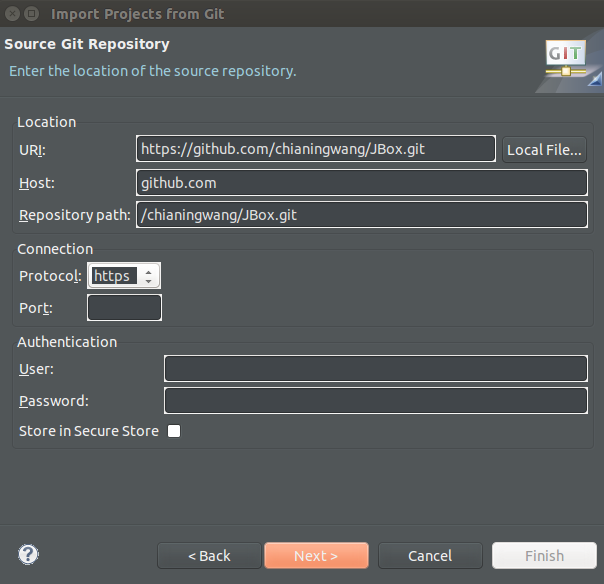 Import Projects from Git
Source Git Repository
Enter the location of the source repository.
GIT
Location
URI: https://github.com/chianingwang/JBox.git Local File...
Host: github.com
Repository path: /chianingwang/JBox.git
Connection
Protocol: https
Port:
Authentication
User:
Password:
Store in Secure Store
? < Back Next > Cancel Finish